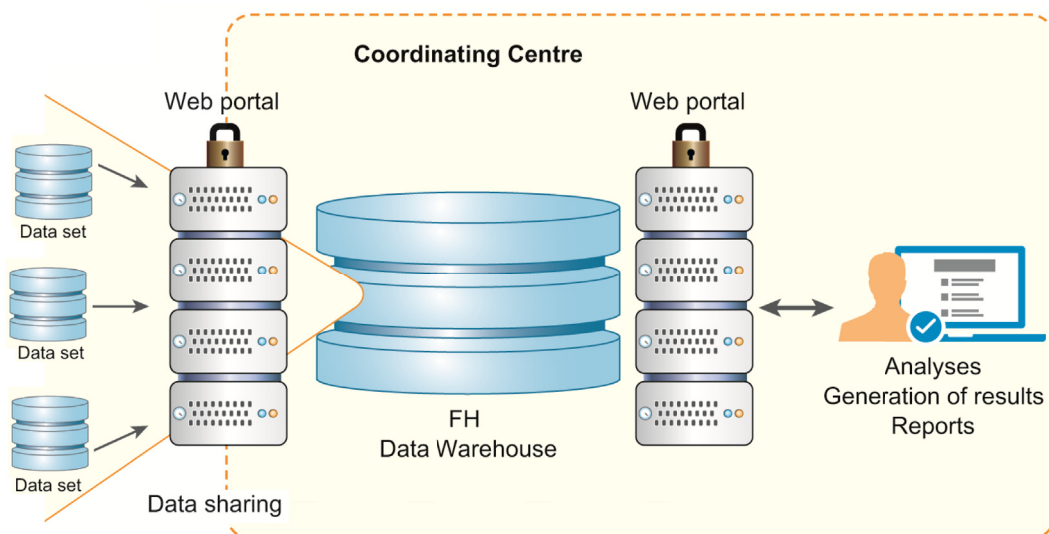 Coordinating Centre
Web portal
Web portal
Data set
Data set
Data set
Data sharing
FH
Data Warehouse
Analyses
Generation of results
Reports